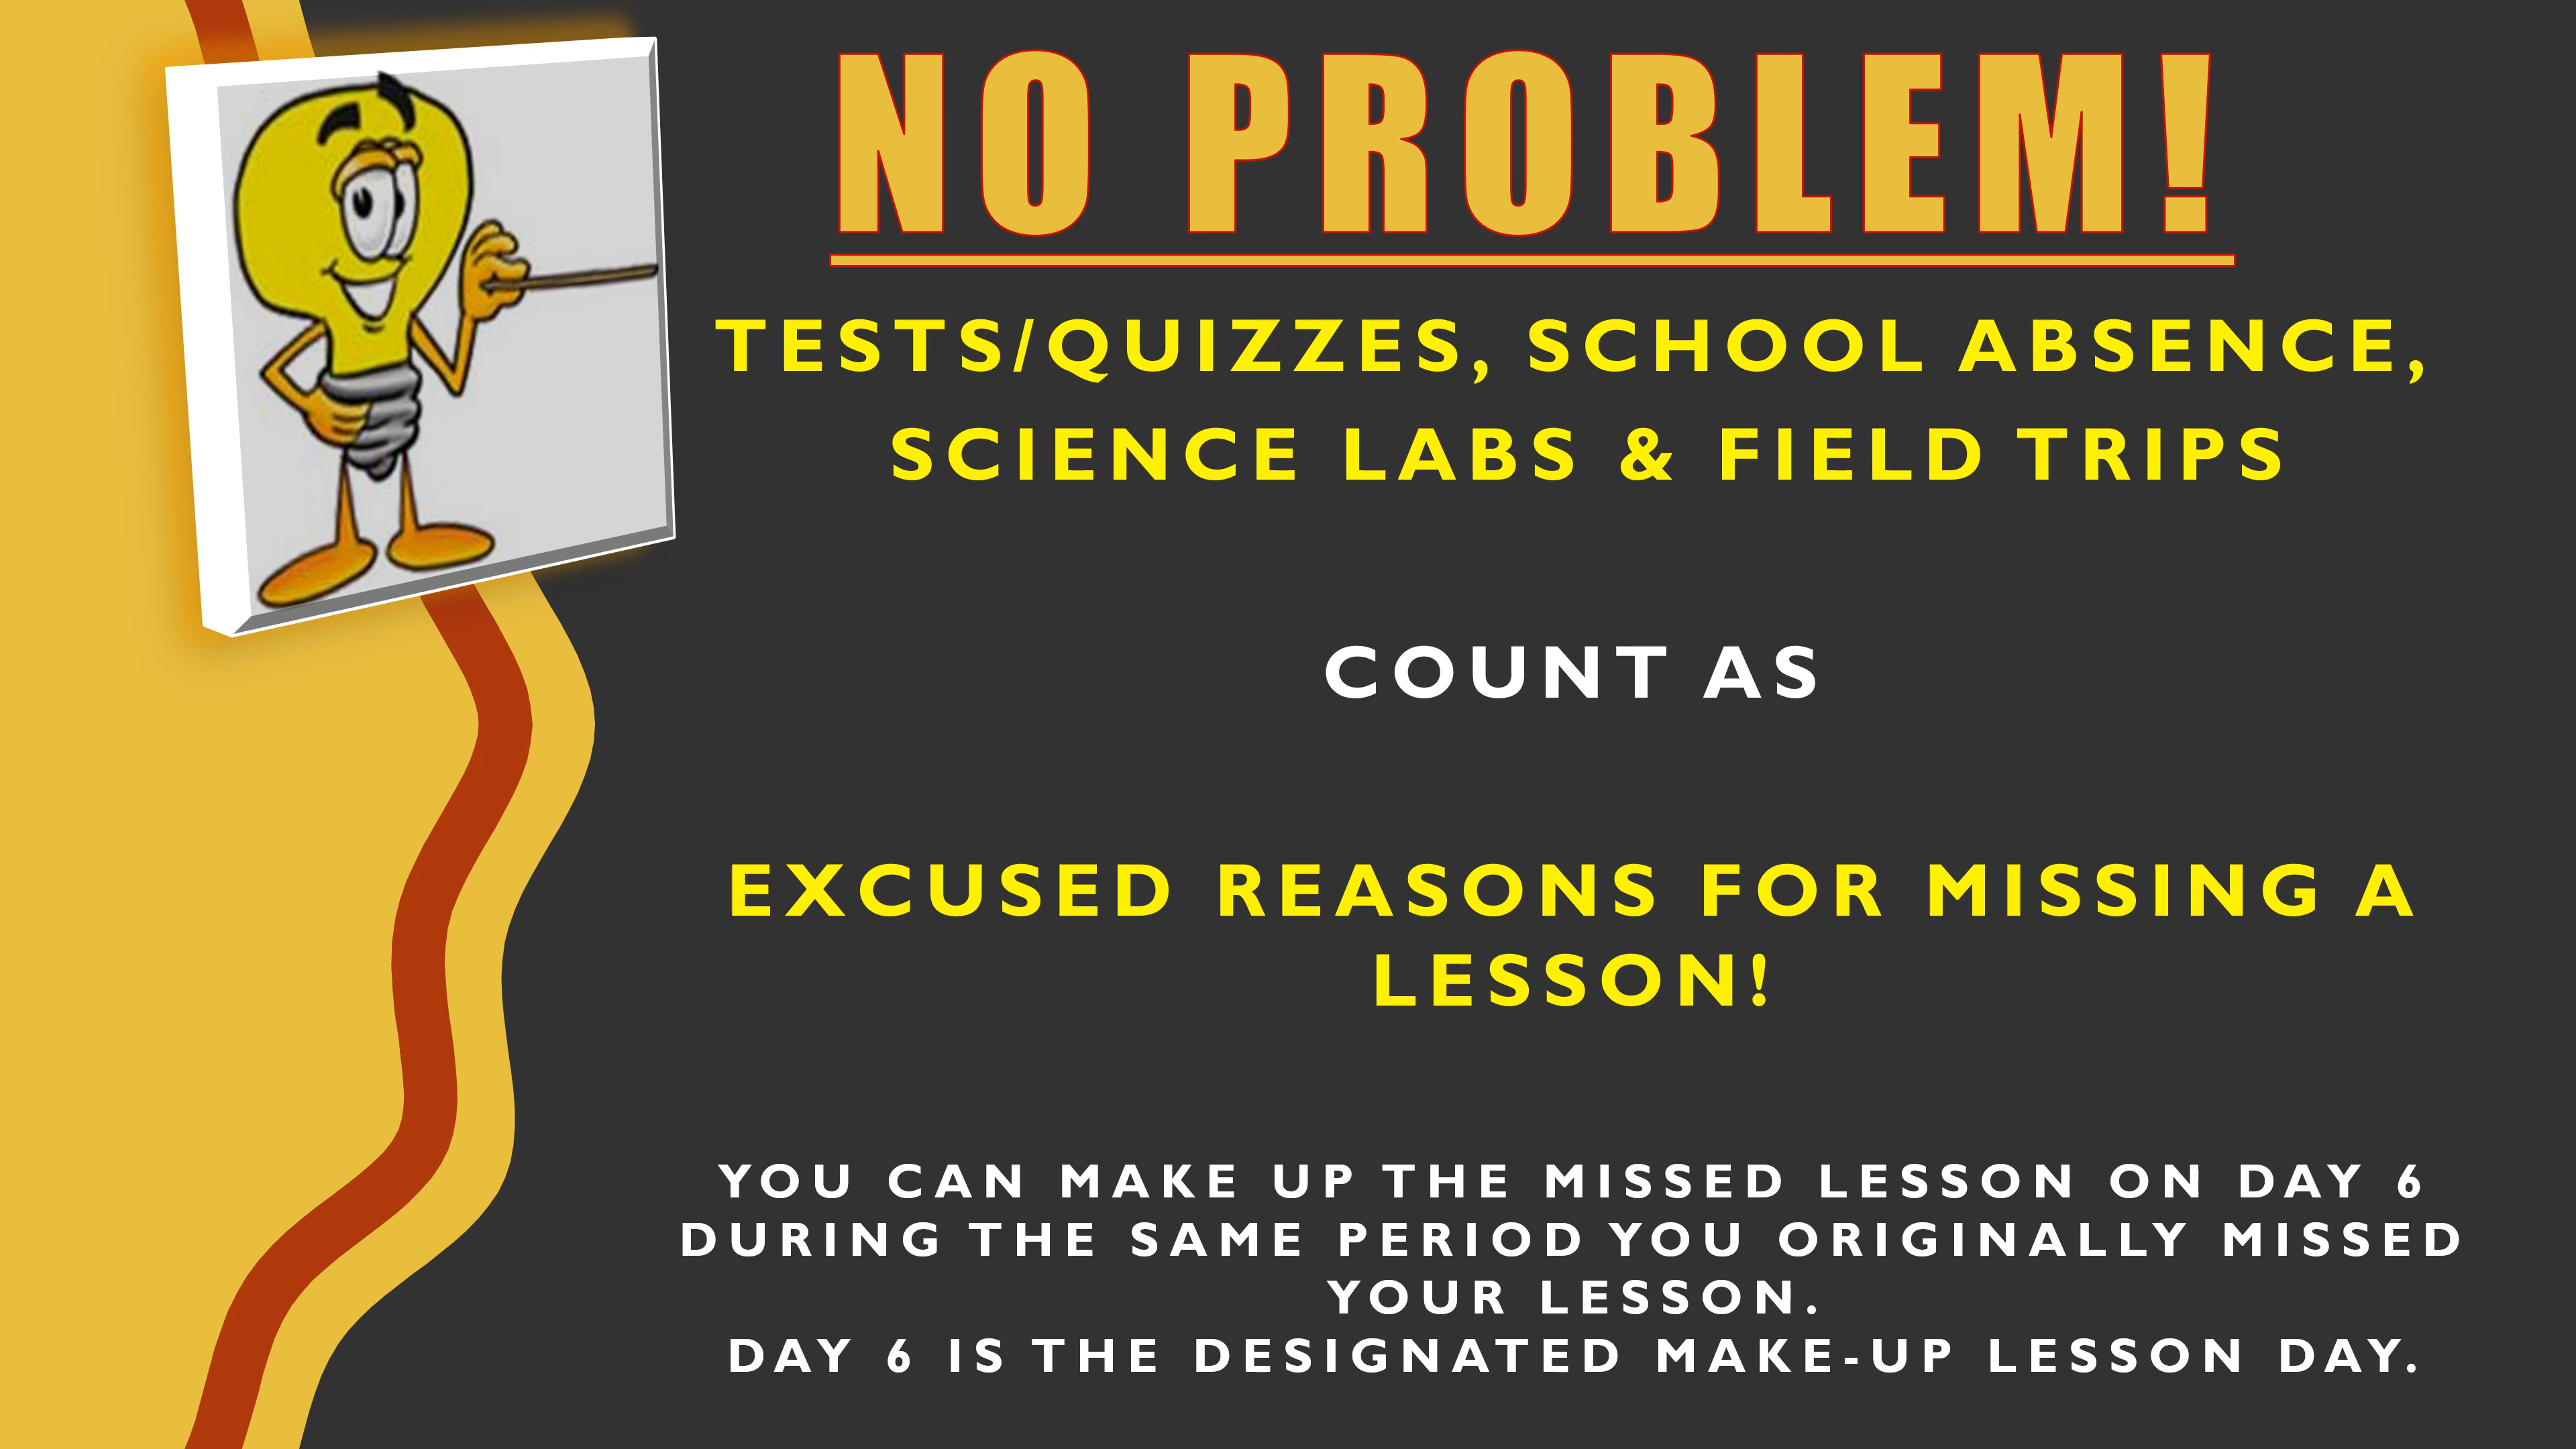 NO PROBLEM!
TESTS/QUIZZES, SCHOOL ABSENCE,
SCIENCE LABS & FIELD TRIPS
COUNT AS
EXCUSED REASONS FOR MISSING A
LESSON!
YOU CAN MAKE UP THE MISSED LESSON ON DAY 6
DURING THE SAME PERIOD YOU ORIGINALLY MISSED
YOUR LESSON.
DAY 6 IS THE DESIGNATED MAKE-UP LESSON DAY.